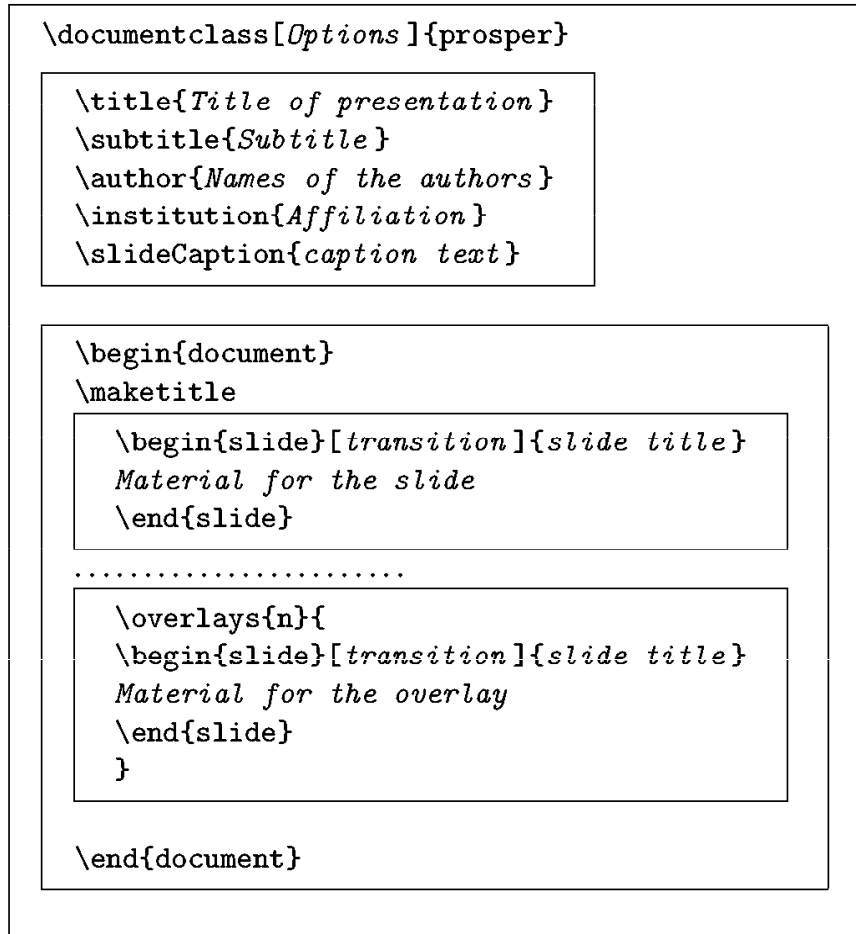 \documentclass[Options]{prosper}
\title{Title of presentation}
\subtitle{Subtitle}
\author{Names of the authors}
\institution{Affiliation}
\slideCaption{caption text}
\begin{document}
\maketitle
\begin{slide}[transition]{slide title}
Material for the slide
\end{slide}
........................
\overlays{n}{
\begin{slide}[transition]{slide title}
Material for the overlay
\end{slide}
}
\end{document}